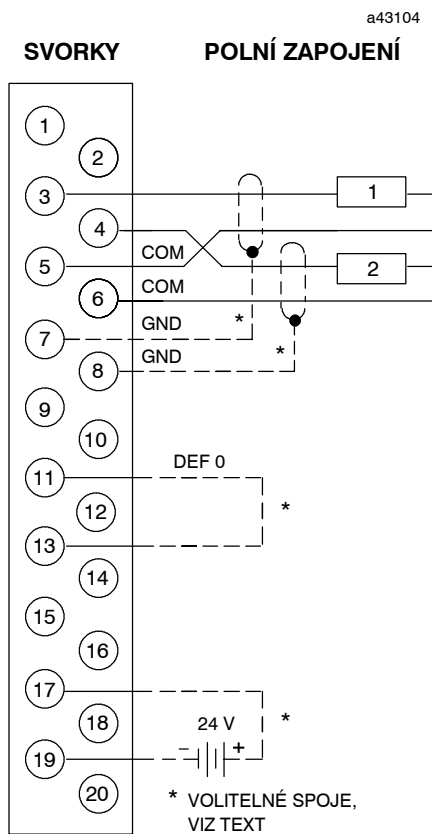 a43104
SVORKY POLNÍ ZAPOJENÍ
1
2
3 1
4
5 COM 2
6 COM
7 GND *
8 GND *
9
10
11 DEF 0
12 *
13
14
15
16
17
18 24 V *
19 − +
20 * VOLITELNÉ SPOJE,
VIZ TEXT